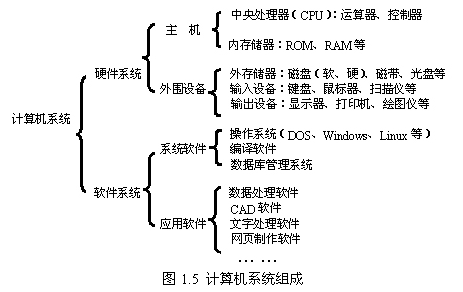 计算机系统
硬件系统
主 机
中央处理器(CPU):运算器、控制器
内存储器:ROM、RAM等
外围设备
外存储器:磁盘(软、硬)、磁带、光盘等
输入设备:键盘、鼠标器、扫描仪等
输出设备:显示器、打印机、绘图仪等
软件系统
系统软件
操作系统(DOS、Windows、Linux 等)
编译软件
数据库管理系统
应用软件
数据处理软件
CAD 软件
文字处理软件
网页制作软件
… …
图 1.5 计算机系统组成